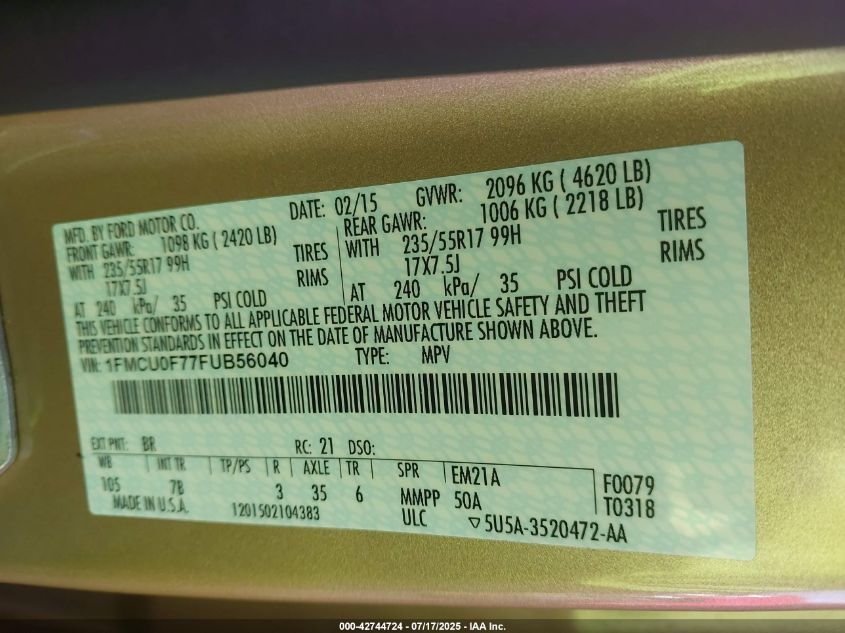 MFD. BY FORD MOTOR CO. DATE: 02/15 GVWR: 2096 KG ( 4620 LB)
FRONT GAWR: 1098 KG ( 2420 LB) REAR GAWR: 1006 KG ( 2218 LB)
WITH 235/55R17 99H TIRES WITH 235/55R17 99H TIRES
17X7.5J RIMS 17X7.5J RIMS
AT 240 kPa/ 35 PSI COLD AT 240 kPa/ 35 PSI COLD
THIS VEHICLE CONFORMS TO ALL APPLICABLE FEDERAL MOTOR VEHICLE SAFETY AND THEFT
PREVENTION STANDARDS IN EFFECT ON THE DATE OF MANUFACTURE SHOWN ABOVE.
VIN: 1FMCU0F77FUB56040 TYPE: MPV
EXT PNT: BR RC: 21 DSO:
WB INT TR TP/PS R AXLE TR SPR EM21A F0079
105 7B 3 35 6 MMPP 50A T0318
MADE IN U.S.A. 1201502104383 ULC ▽5U5A-3520472-AA
000-42744724 - 07/17/2025 - IAA Inc.